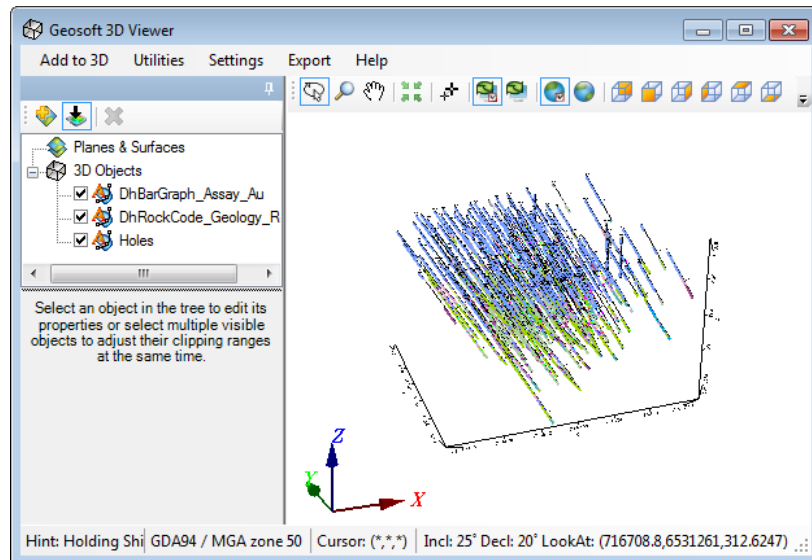 Geosoft 3D Viewer
Add to 3D Utilities Settings Export Help
Planes & Surfaces
3D Objects
DhBarGraph_Assay_Au
DhRockCode_Geology_R
Holes
Select an object in the tree to edit its
properties or select multiple visible
objects to adjust their clipping ranges
at the same time.
Z
Y
X
Hint: Holding Shi GDA94 / MGA zone 50 Cursor: (*,*,*) Incl: 25° Decl: 20° LookAt: (716708.8,6531261,312.6247)